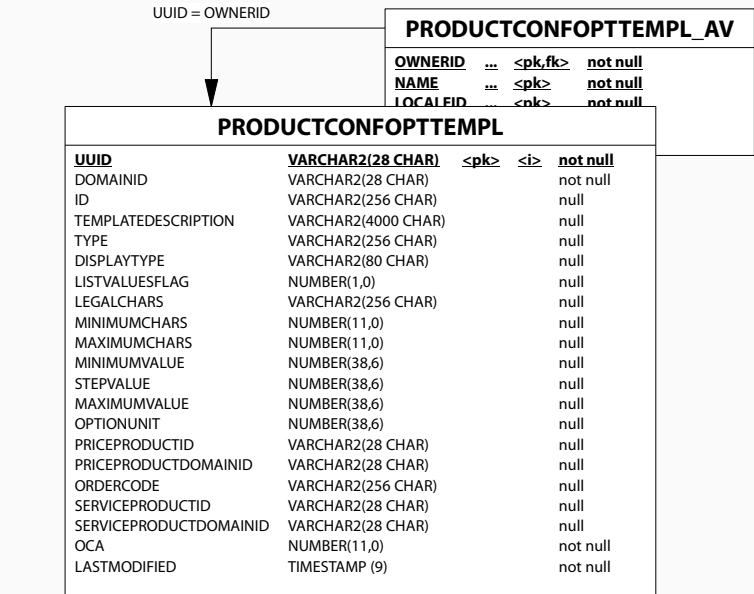 UUID = OWNERID
PRODUCTCONFOPTTEMPL_AV
OWNERID ... <pk,fk> not null
NAME ... <pk> not null
LOCALEID ... <pk> not null
PRODUCTCONFOPTTEMPL
UUID VARCHAR2(28 CHAR) <pk> <i> not null
DOMAINID VARCHAR2(28 CHAR) not null
ID VARCHAR2(256 CHAR) null
TEMPLATEDESCRIPTION VARCHAR2(4000 CHAR) null
TYPE VARCHAR2(256 CHAR) null
DISPLAYTYPE VARCHAR2(80 CHAR) null
LISTVALUESFLAG NUMBER(1,0) null
LEGALCHARS VARCHAR2(256 CHAR) null
MINIMUMCHARS NUMBER(11,0) null
MAXIMUMCHARS NUMBER(11,0) null
MINIMUMVALUE NUMBER(38,6) null
STEPVALUE NUMBER(38,6) null
MAXIMUMVALUE NUMBER(38,6) null
OPTIONUNIT NUMBER(38,6) null
PRICEPRODUCTID VARCHAR2(28 CHAR) null
PRICEPRODUCTDOMAINID VARCHAR2(28 CHAR) null
ORDERCODE VARCHAR2(256 CHAR) null
SERVICEPRODUCTID VARCHAR2(28 CHAR) null
SERVICEPRODUCTDOMAINID VARCHAR2(28 CHAR) null
OCA NUMBER(11,0) not null
LASTMODIFIED TIMESTAMP (9) not null